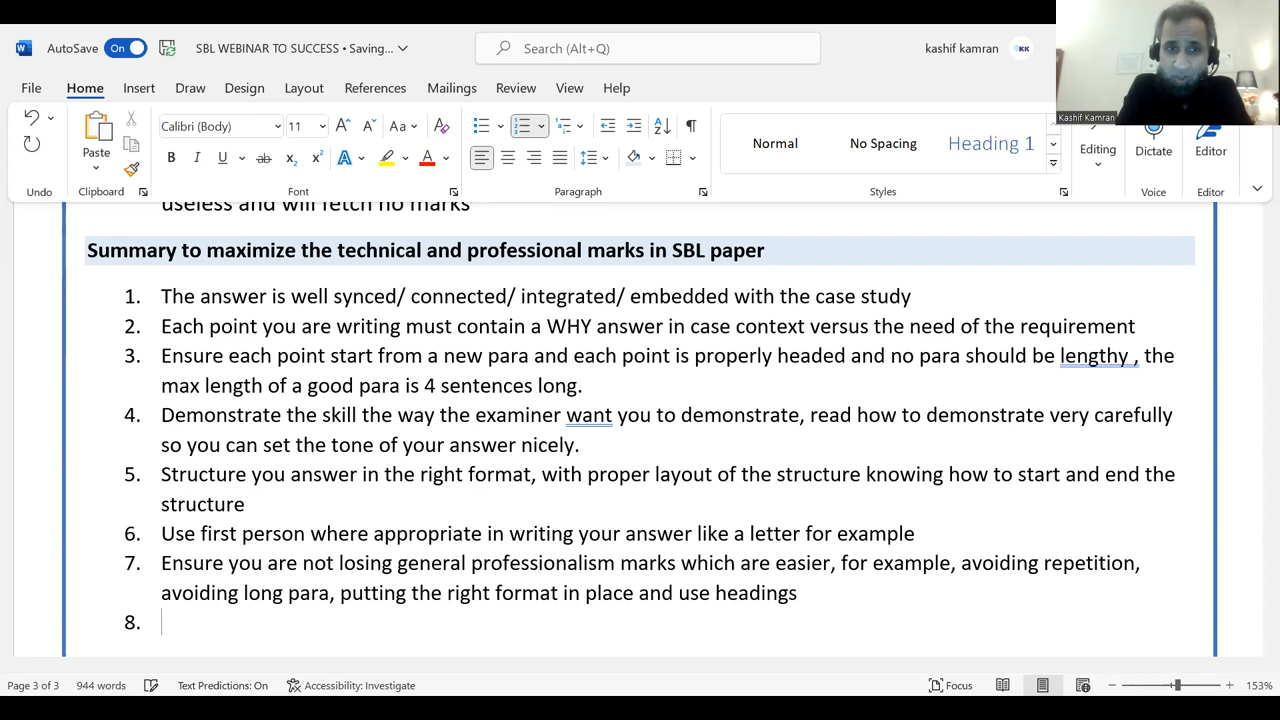 AutoSave On SBL WEBINAR TO SUCCESS • Saving... Search (Alt+Q) kashif kamran KK
File Home Insert Draw Design Layout References Mailings Review View Help
Kashif Kamran
Calibri (Body) 11 Aa
Paste Normal No Spacing Heading 1 Editing Dictate Editor
B I U ab x₂ x² A A
Undo Clipboard Font Paragraph Styles Voice Editor
useless and will fetch no marks
Summary to maximize the technical and professional marks in SBL paper
1. The answer is well synced/ connected/ integrated/ embedded with the case study
2. Each point you are writing must contain a WHY answer in case context versus the need of the requirement
3. Ensure each point start from a new para and each point is properly headed and no para should be lengthy , the
max length of a good para is 4 sentences long.
4. Demonstrate the skill the way the examiner want you to demonstrate, read how to demonstrate very carefully
so you can set the tone of your answer nicely.
5. Structure you answer in the right format, with proper layout of the structure knowing how to start and end the
structure
6. Use first person where appropriate in writing your answer like a letter for example
7. Ensure you are not losing general professionalism marks which are easier, for example, avoiding repetition,
avoiding long para, putting the right format in place and use headings
8.
Page 3 of 3 944 words Text Predictions: On Accessibility: Investigate Focus 153%